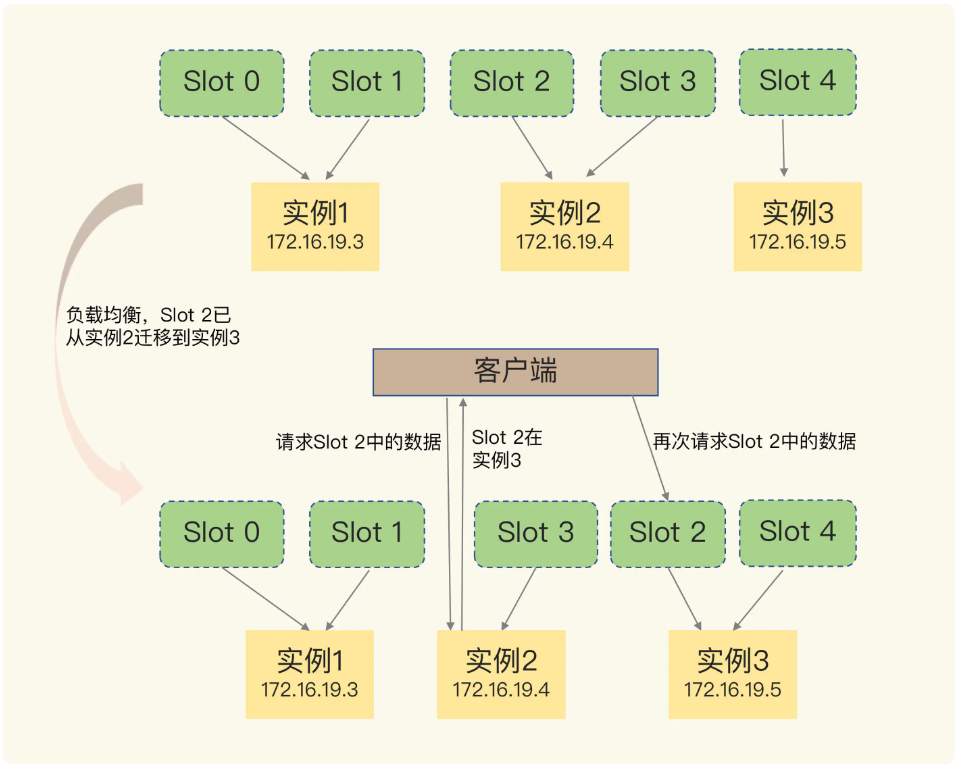 Slot 0
Slot 1
Slot 2
Slot 3
Slot 4
实例1
172.16.19.3
实例2
172.16.19.4
实例3
172.16.19.5
负载均衡，Slot 2已
从实例2迁移到实例3
客户端
请求Slot 2中的数据
Slot 2在
实例3
再次请求Slot 2中的数据
Slot 0
Slot 1
Slot 3
Slot 2
Slot 4
实例1
172.16.19.3
实例2
172.16.19.4
实例3
172.16.19.5